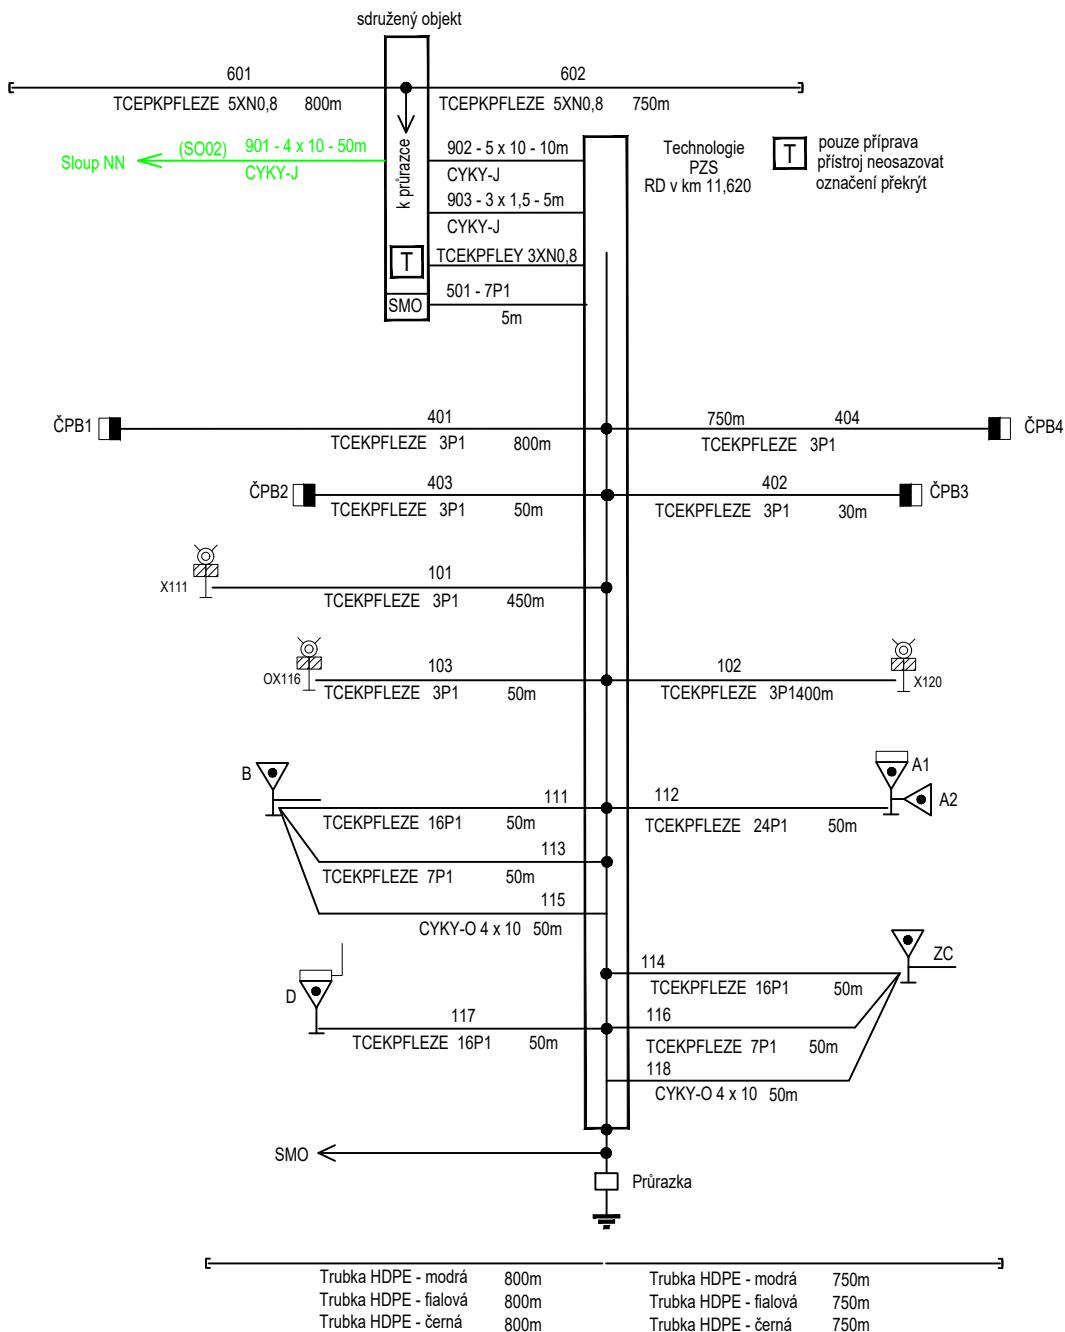 sdružený objekt
601
602
TCEPKPFLEZE 5XN0,8 800m
TCEPKPFLEZE 5XN0,8 750m
Sloup NN
(SO02) 901 - 4 x 10 - 50m
CYKY-J
k průrazce
902 - 5 x 10 - 10m
CYKY-J
903 - 3 x 1,5 - 5m
CYKY-J
T
TCEKPFLEY 3XN0,8
SMO
501 - 7P1
5m
Technologie
PZS
RD v km 11,620
T
pouze příprava
přístroj neosazovat
označení překrýt
ČPB1
401
TCEKPFLEZE 3P1 800m
750m 404
TCEKPFLEZE 3P1
ČPB4
ČPB2
403
TCEKPFLEZE 3P1 50m
402
TCEKPFLEZE 3P1 30m
ČPB3
X111
101
TCEKPFLEZE 3P1 450m
OX116
103
TCEKPFLEZE 3P1 50m
102
TCEKPFLEZE 3P1400m
X120
B
111
TCEKPFLEZE 16P1 50m
112
TCEKPFLEZE 24P1 50m
A1
A2
113
TCEKPFLEZE 7P1 50m
115
CYKY-O 4 x 10 50m
114
TCEKPFLEZE 16P1 50m
ZC
D
117
TCEKPFLEZE 16P1 50m
116
TCEKPFLEZE 7P1 50m
118
CYKY-O 4 x 10 50m
SMO
Průrazka
Trubka HDPE - modrá 800m
Trubka HDPE - fialová 800m
Trubka HDPE - černá 800m
Trubka HDPE - modrá 750m
Trubka HDPE - fialová 750m
Trubka HDPE - černá 750m